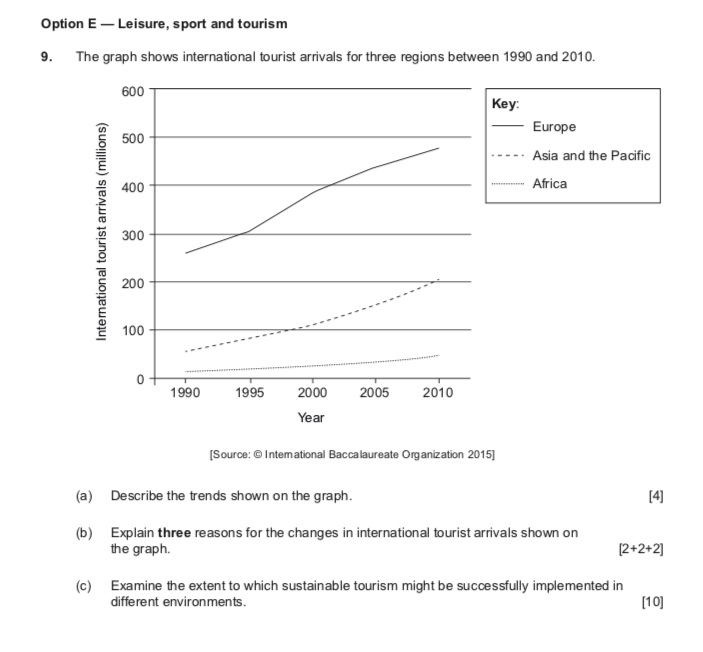 Option E — Leisure, sport and tourism
9. The graph shows international tourist arrivals for three regions between 1990 and 2010.
600
500
400
300
200
100
0
International tourist arrivals (millions)
1990 1995 2000 2005 2010
Year
Key:
Europe
Asia and the Pacific
Africa
[Source: © International Baccalaureate Organization 2015]
(a) Describe the trends shown on the graph. [4]
(b) Explain three reasons for the changes in international tourist arrivals shown on
the graph. [2+2+2]
(c) Examine the extent to which sustainable tourism might be successfully implemented in
different environments. [10]